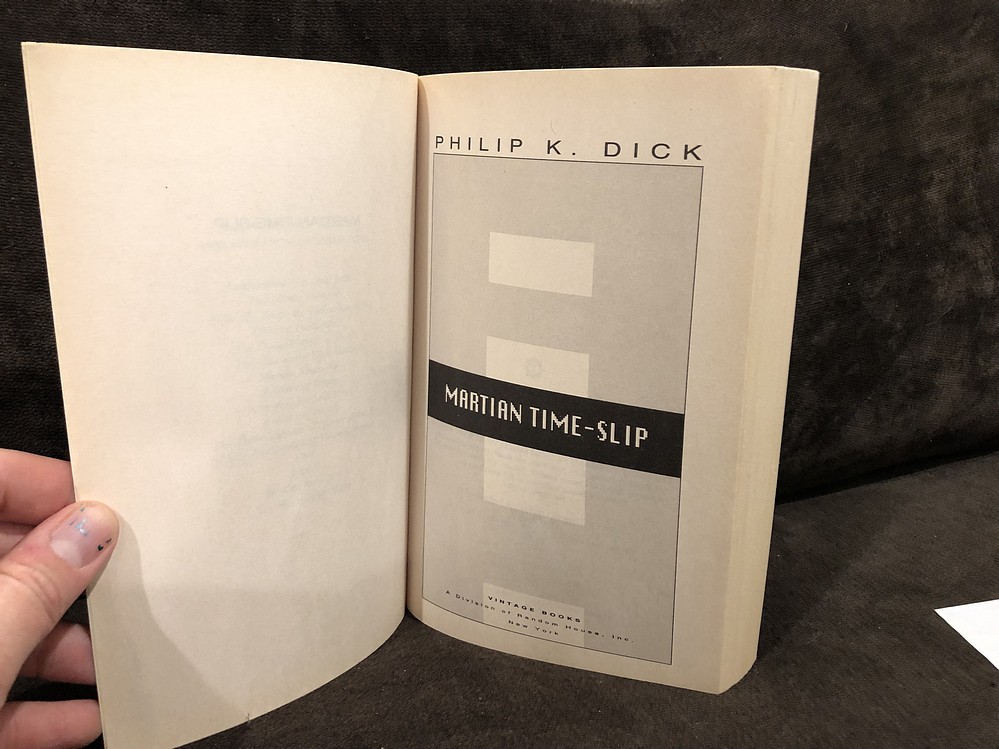 PHILIP K. DICK
MARTIAN TIME-SLIP
VINTAGE BOOKS
A Division of Random House, Inc.
New York